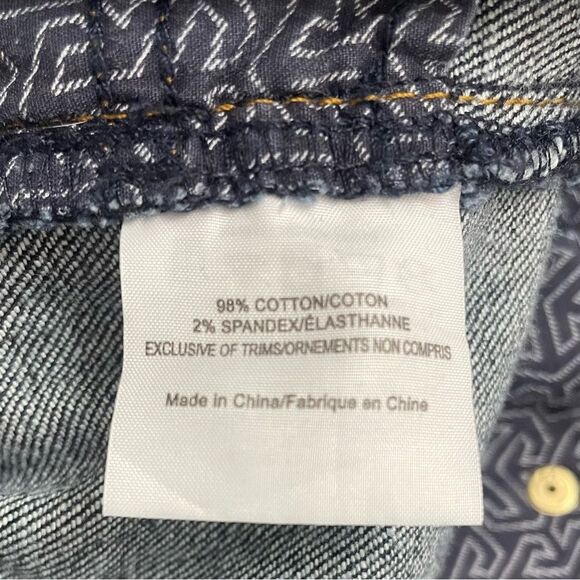 98% COTTON/COTON
2% SPANDEX/ÉLASTHANNE
EXCLUSIVE OF TRIMS/ORNEMENTS NON COMPRIS
Made in China/Fabrique en Chine